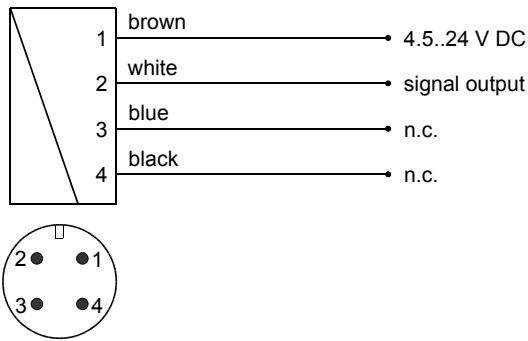 1 brown 4.5..24 V DC
2 white signal output
3 blue n.c.
4 black n.c.
2 1
3 4